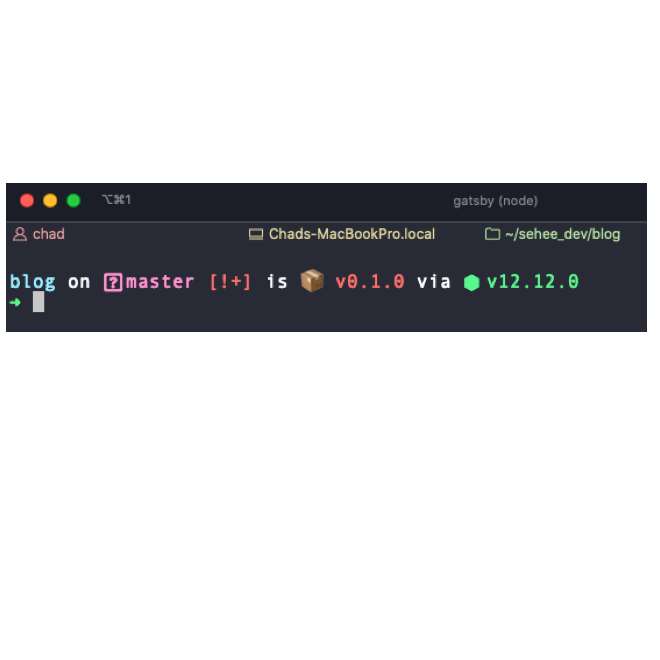 ⌥⌘1 gatsby (node)
chad Chads-MacBookPro.local ~/sehee_dev/blog
blog on ⍰master [!+] is 📦 v0.1.0 via ⬢ v12.12.0
➜